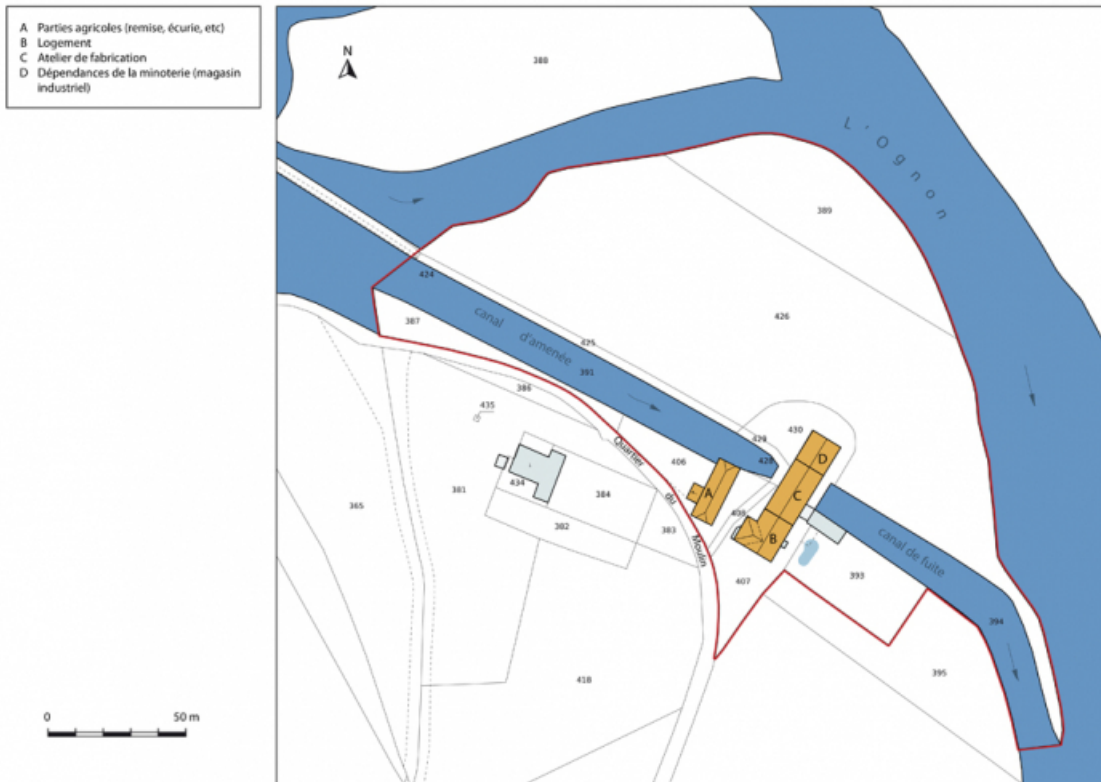 A Parties agricoles (remise, écurie, etc)
B Logement
C Atelier de fabrication
D Dépendances de la minoterie (magasin
industriel)
N
388
L'Ognon
389
424
canal d'amenée
387
426
425
391
386
435
Quartier du Moulin
429
430
428
D
406
A
C
381
434
384
365
408
382
383
B
canal de fuite
407
393
394
395
418
0 50 m